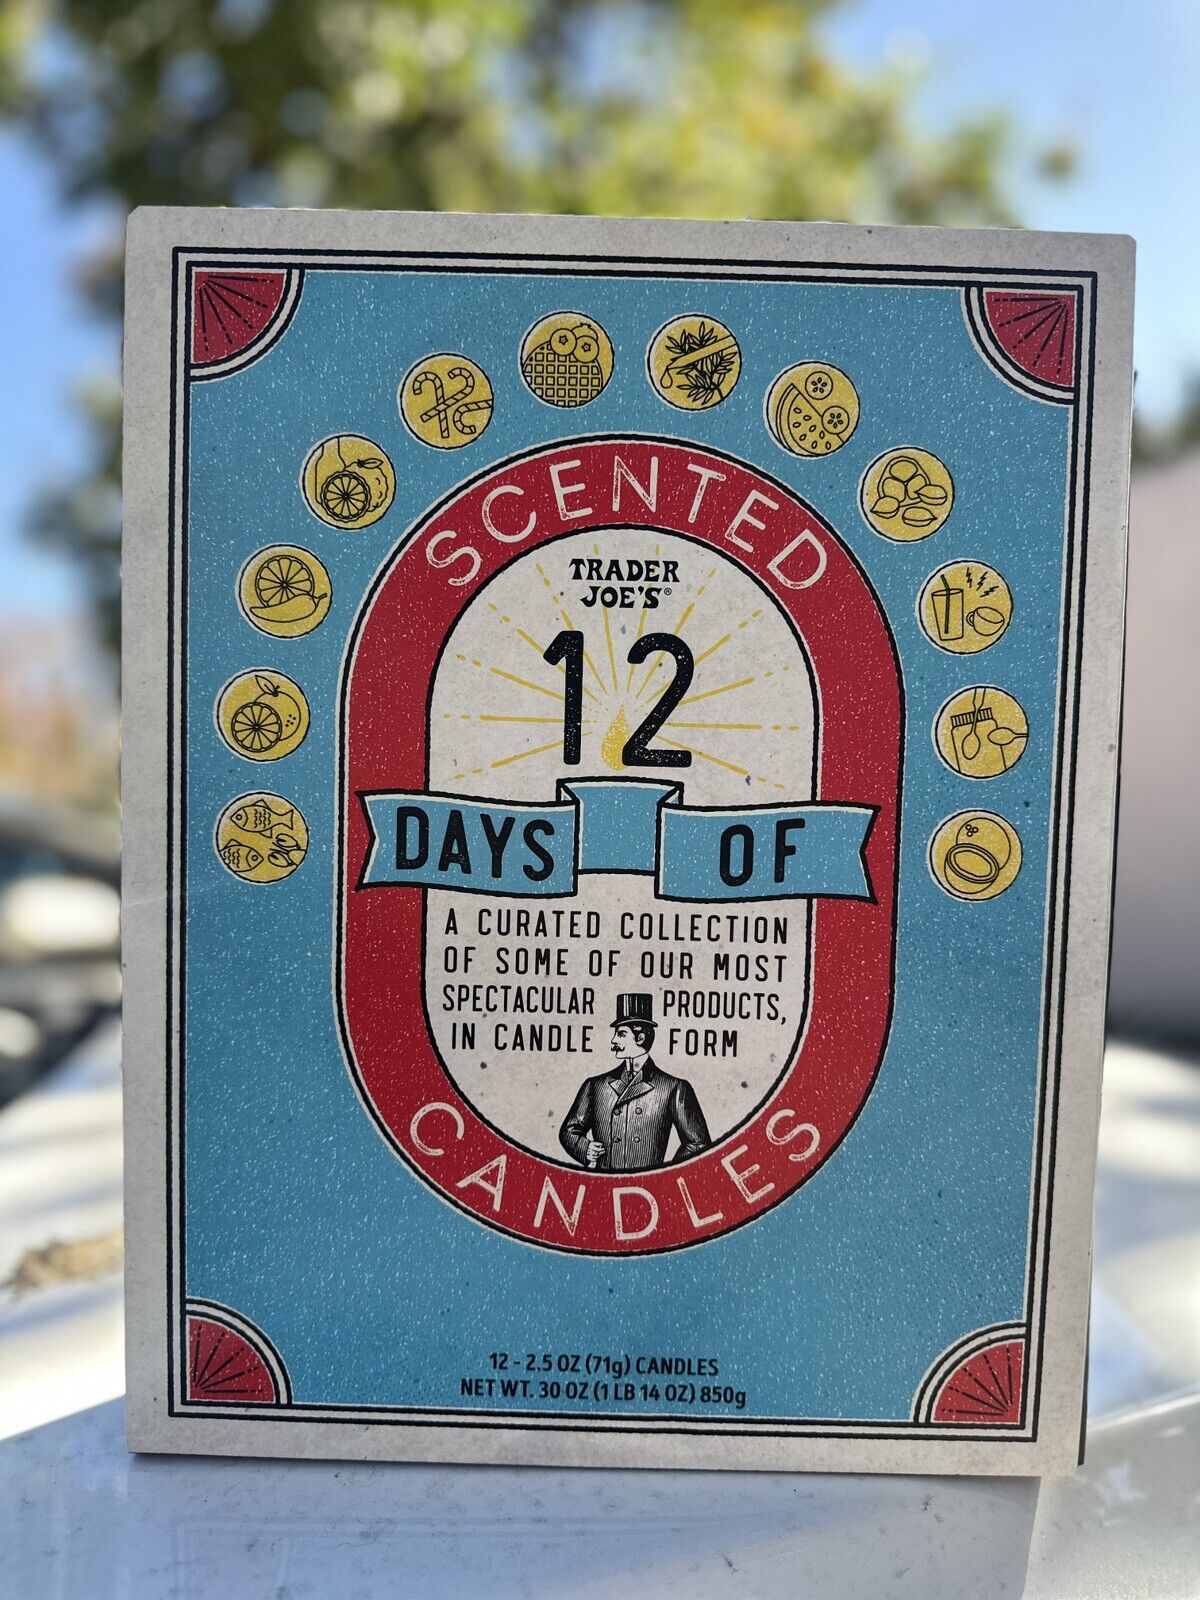 SCENTED
TRADER
JOE'S®
12
DAYS OF
A CURATED COLLECTION
OF SOME OF OUR MOST
SPECTACULAR PRODUCTS,
IN CANDLE FORM
CANDLES
12 - 2.5 OZ (71g) CANDLES
NET WT. 30 OZ (1 LB 14 OZ) 850g